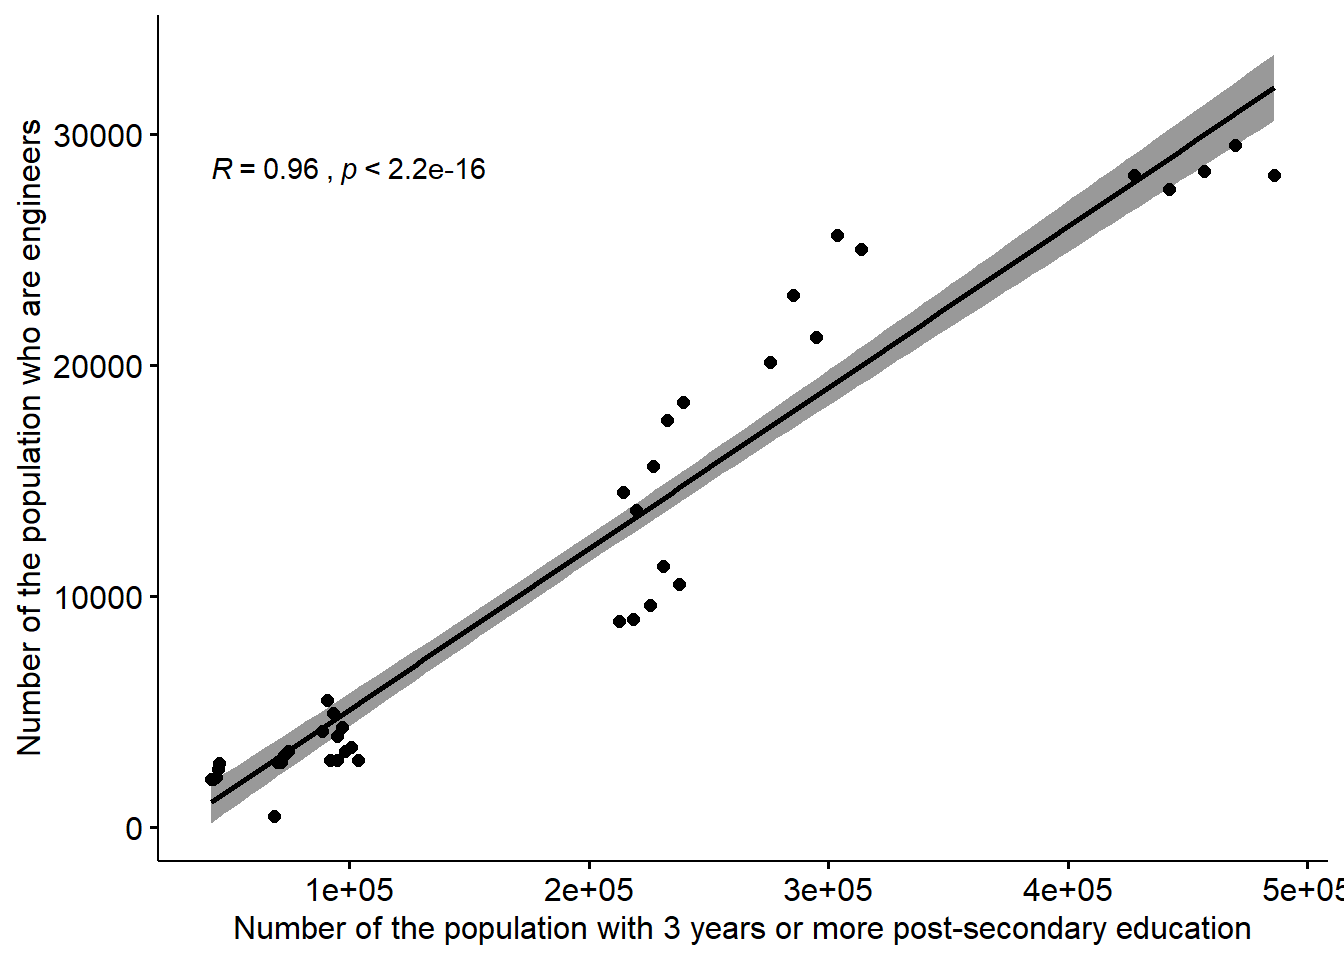 Number of the population who are engineers
30000
20000
10000
0
R = 0.96 , p < 2.2e-16
1e+05 2e+05 3e+05 4e+05 5e+05
Number of the population with 3 years or more post-secondary education